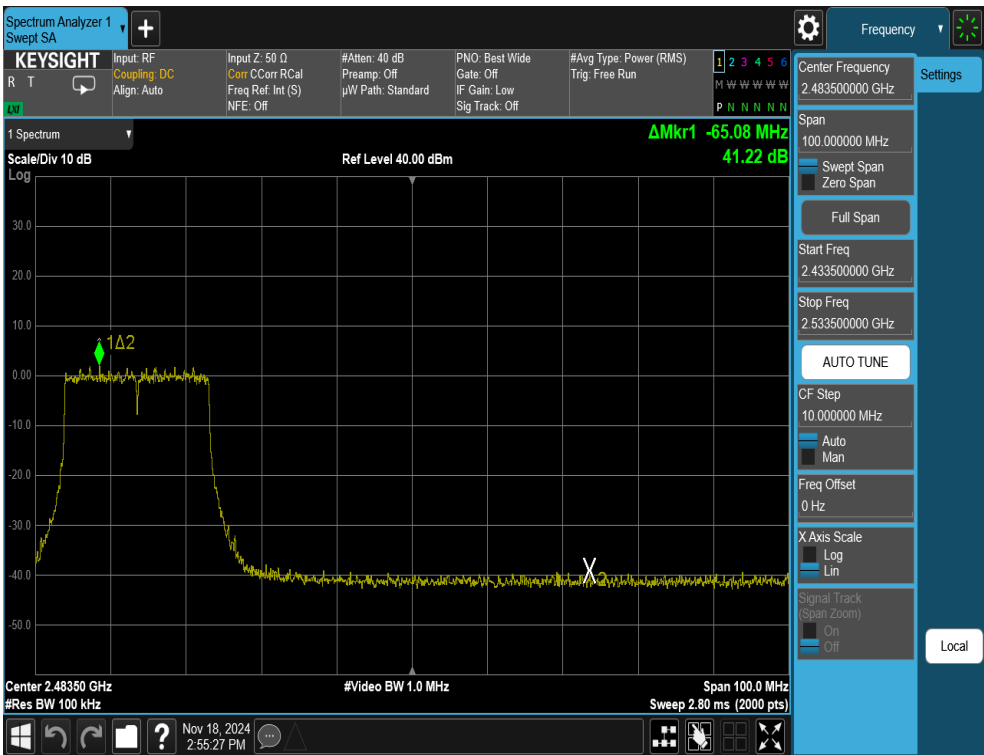 Spectrum Analyzer 1
Swept SA
Frequency
KEYSIGHT
R T
LXI
Input: RF
Coupling: DC
Align: Auto
Input Z: 50 Ω
Corr CCorr RCal
Freq Ref: Int (S)
NFE: Off
#Atten: 40 dB
Preamp: Off
µW Path: Standard
PNO: Best Wide
Gate: Off
IF Gain: Low
Sig Track: Off
#Avg Type: Power (RMS)
Trig: Free Run
1 2 3 4 5 6
M W W W W W
P N N N N N
1 Spectrum
Scale/Div 10 dB
Log
Ref Level 40.00 dBm
ΔMkr1 -65.08 MHz
41.22 dB
30.0
20.0
10.0
0.00
-10.0
-20.0
-30.0
-40.0
-50.0
1Δ2
X2
Center 2.48350 GHz
#Res BW 100 kHz
#Video BW 1.0 MHz
Span 100.0 MHz
Sweep 2.80 ms (2000 pts)
Center Frequency
2.483500000 GHz
Span
100.000000 MHz
Swept Span
Zero Span
Full Span
Start Freq
2.433500000 GHz
Stop Freq
2.533500000 GHz
AUTO TUNE
CF Step
10.000000 MHz
Auto
Man
Freq Offset
0 Hz
X Axis Scale
Log
Lin
Signal Track
(Span Zoom)
On
Off
Settings
Local
?
Nov 18, 2024
2:55:27 PM